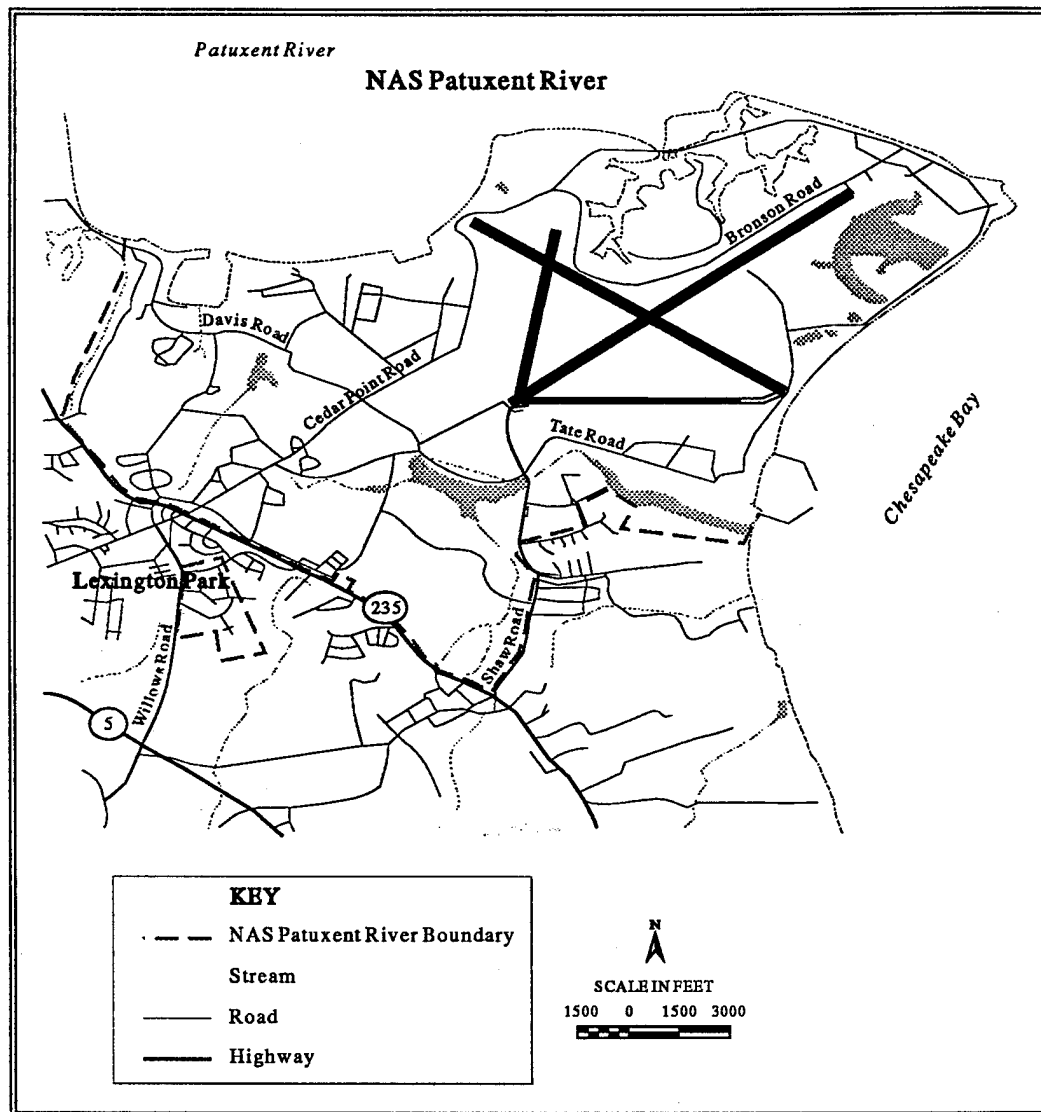 Patuxent River
NAS Patuxent River
Bronson Road
Davis Road
Cedar Point Road
Tate Road
Chesapeake Bay
Lexington Park
235
Shaw Road
Willows Road
5
KEY
NAS Patuxent River Boundary
Stream
Road
Highway
N
SCALE IN FEET
1500 0 1500 3000